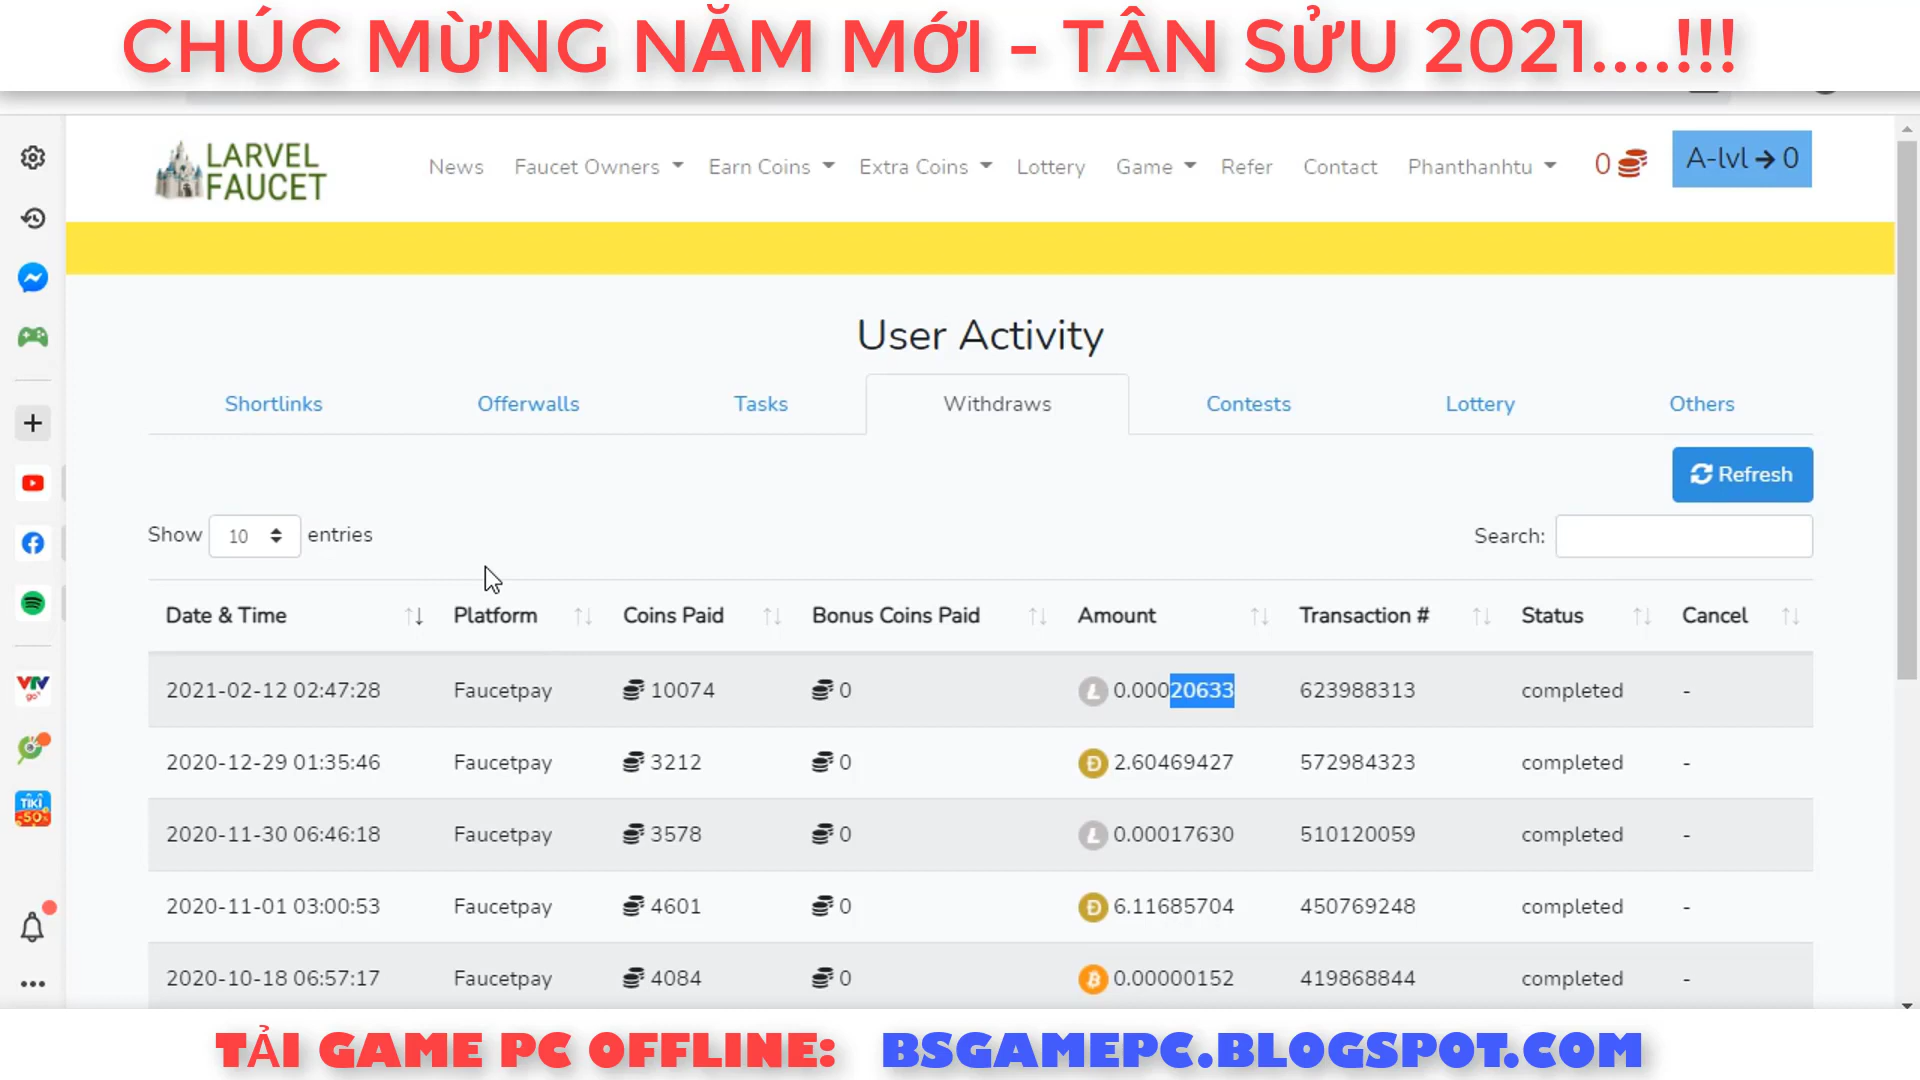 CHÚC MỪNG NĂM MỚI - TÂN SỬU 2021....!!!
LARVEL FAUCET
News Faucet Owners Earn Coins Extra Coins Lottery Game Refer Contact Phanthanhtu 0 A-lvl → 0
User Activity
Shortlinks Offerwalls Tasks Withdraws Contests Lottery Others
Refresh
Show 10 entries Search:
Date & Time Platform Coins Paid Bonus Coins Paid Amount Transaction # Status Cancel
2021-02-12 02:47:28 Faucetpay 10074 0 0.00020633 623988313 completed -
2020-12-29 01:35:46 Faucetpay 3212 0 2.60469427 572984323 completed -
2020-11-30 06:46:18 Faucetpay 3578 0 0.00017630 510120059 completed -
2020-11-01 03:00:53 Faucetpay 4601 0 6.11685704 450769248 completed -
2020-10-18 06:57:17 Faucetpay 4084 0 0.00000152 419868844 completed -
VTV go
TIKI -50%
TẢI GAME PC OFFLINE: BSGAMEPC.BLOGSPOT.COM